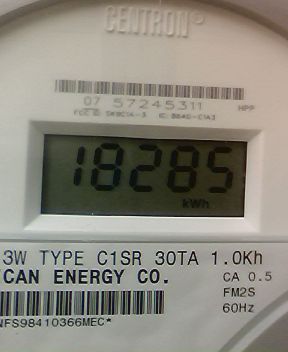 CENTRON®
07 57245311 HPP
18285
kWh
3W TYPE C1SR 30TA 1.0Kh
CAN ENERGY CO. CA 0.5
FM2S
60Hz
NFS98410366MEC*